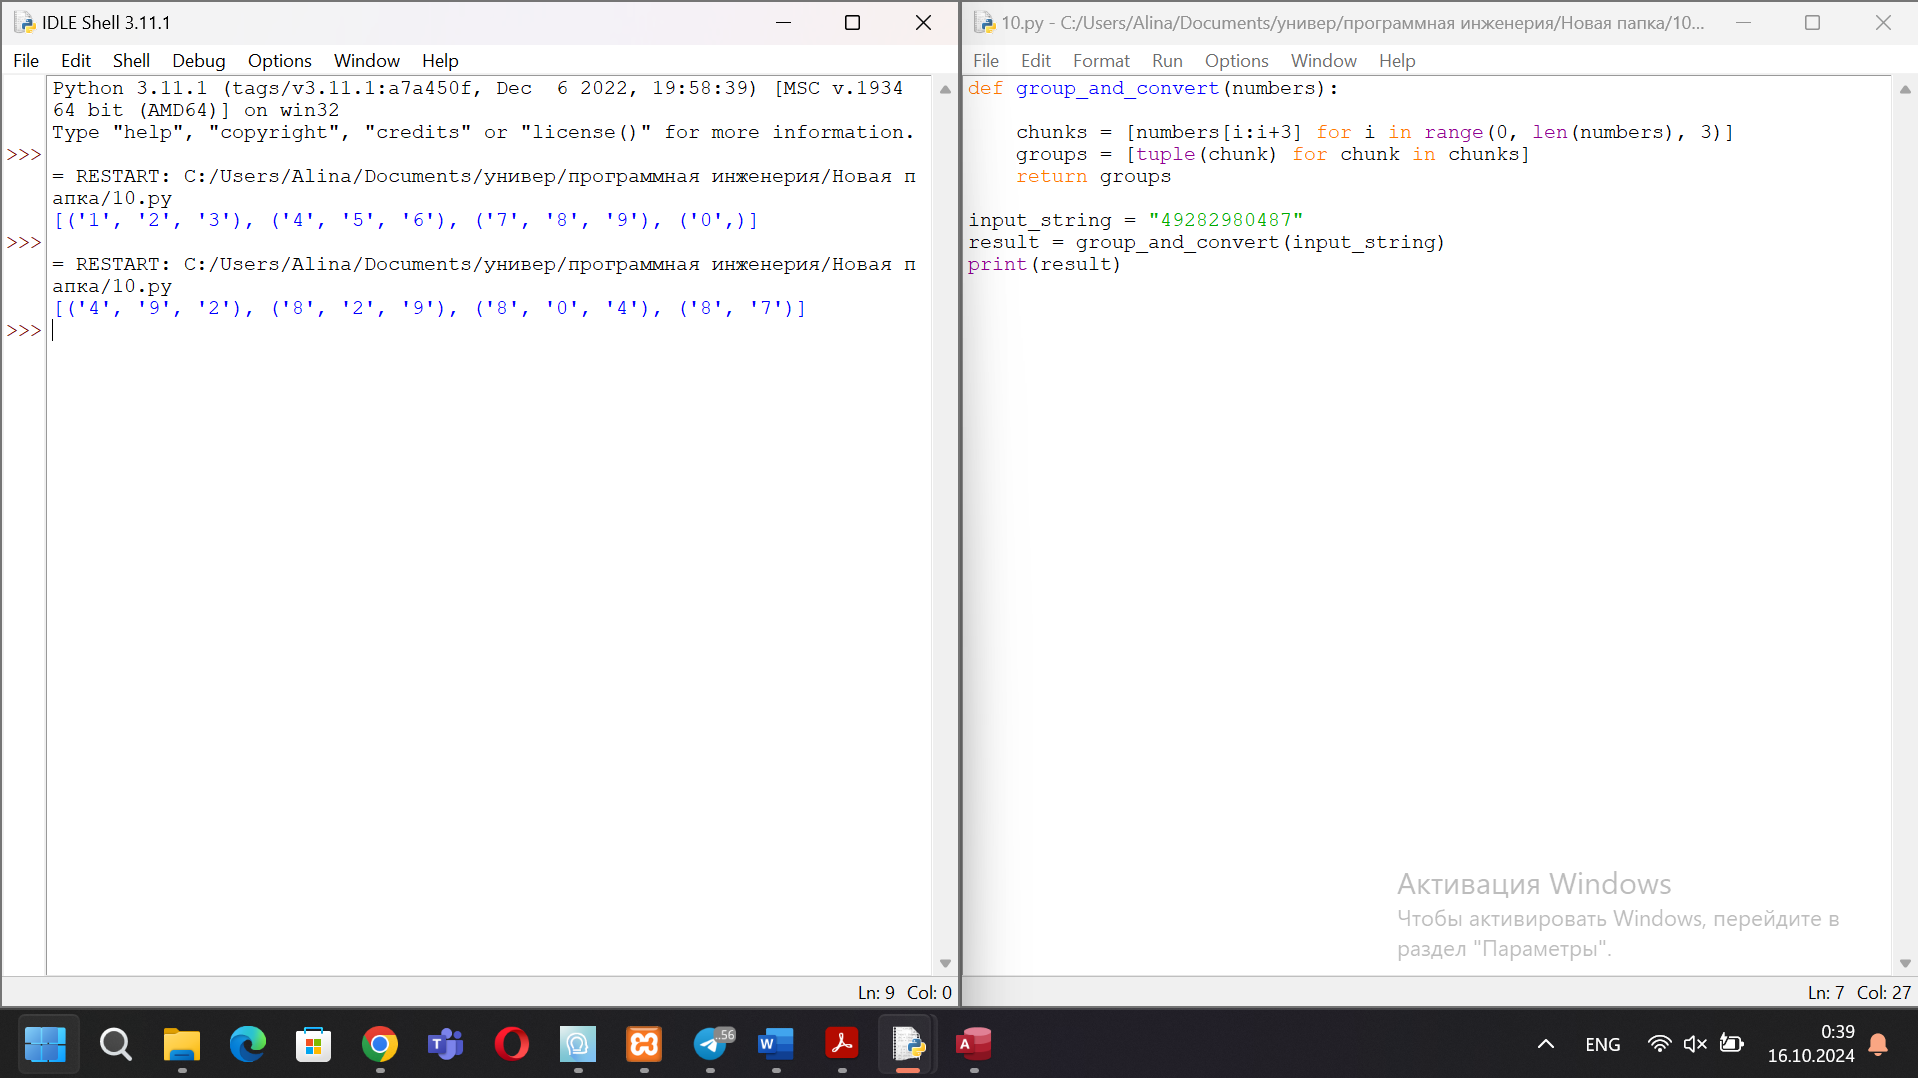 IDLE Shell 3.11.1
File Edit Shell Debug Options Window Help
Python 3.11.1 (tags/v3.11.1:a7a450f, Dec  6 2022, 19:58:39) [MSC v.1934
64 bit (AMD64)] on win32
Type "help", "copyright", "credits" or "license()" for more information.
>>>
= RESTART: C:/Users/Alina/Documents/универ/программная инженерия/Новая п
апка/10.py
[('1', '2', '3'), ('4', '5', '6'), ('7', '8', '9'), ('0',)]
>>>
= RESTART: C:/Users/Alina/Documents/универ/программная инженерия/Новая п
апка/10.py
[('4', '9', '2'), ('8', '2', '9'), ('8', '0', '4'), ('8', '7')]
>>>
Ln: 9 Col: 0
10.py - C:/Users/Alina/Documents/универ/программная инженерия/Новая папка/10...
File Edit Format Run Options Window Help
def group_and_convert(numbers):
    chunks = [numbers[i:i+3] for i in range(0, len(numbers), 3)]
    groups = [tuple(chunk) for chunk in chunks]
    return groups
input_string = "49282980487"
result = group_and_convert(input_string)
print(result)
Активация Windows
Чтобы активировать Windows, перейдите в
раздел "Параметры".
Ln: 7 Col: 27
..56
ENG
0:39
16.10.2024